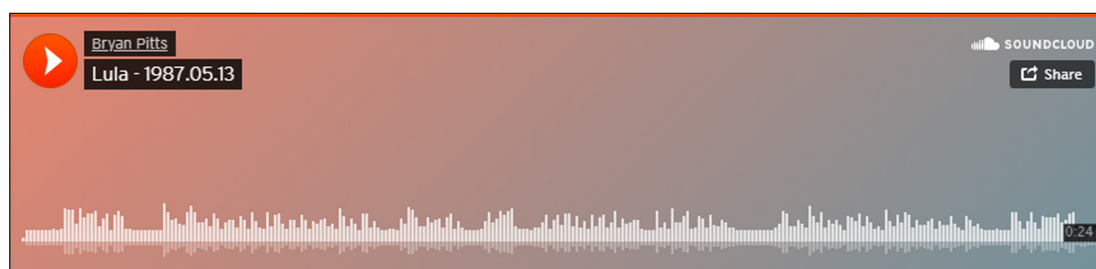 Bryan Pitts
Lula - 1987.05.13
SOUNDCLOUD
Share
0:24